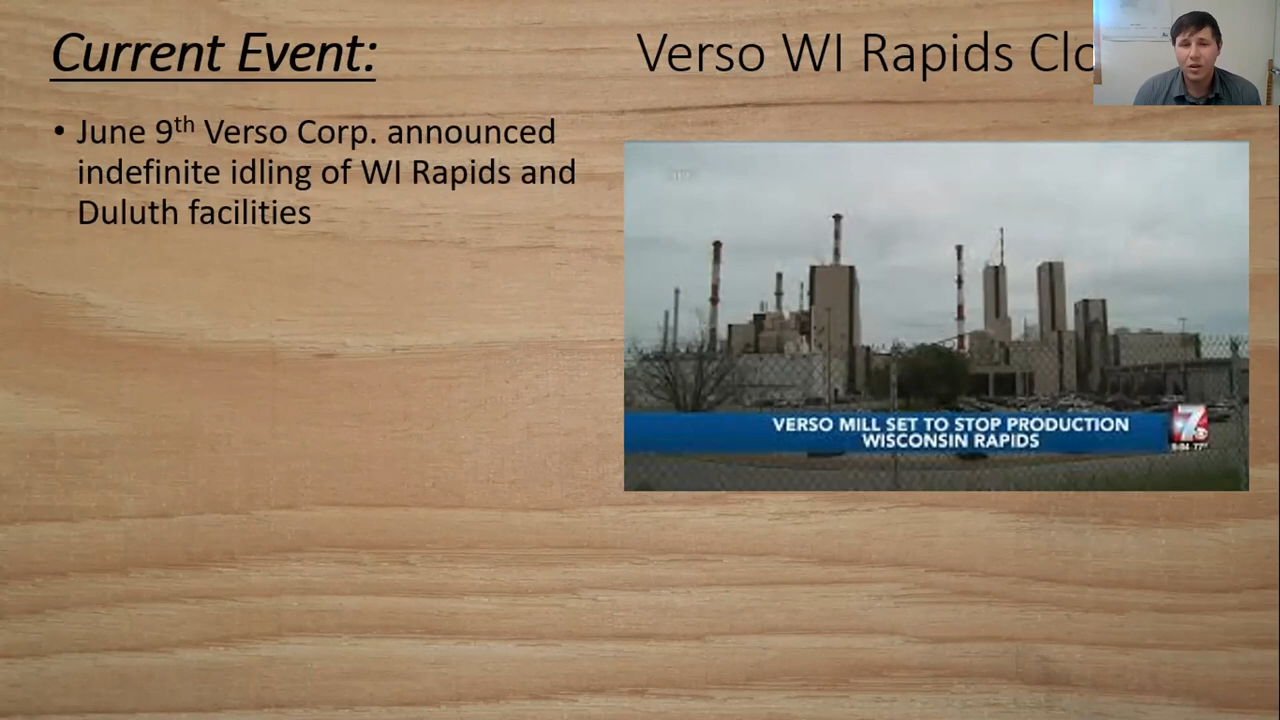 Current Event:
Verso WI Rapids Clo
• June 9th Verso Corp. announced
indefinite idling of WI Rapids and
Duluth facilities
VERSO MILL SET TO STOP PRODUCTION
WISCONSIN RAPIDS
7